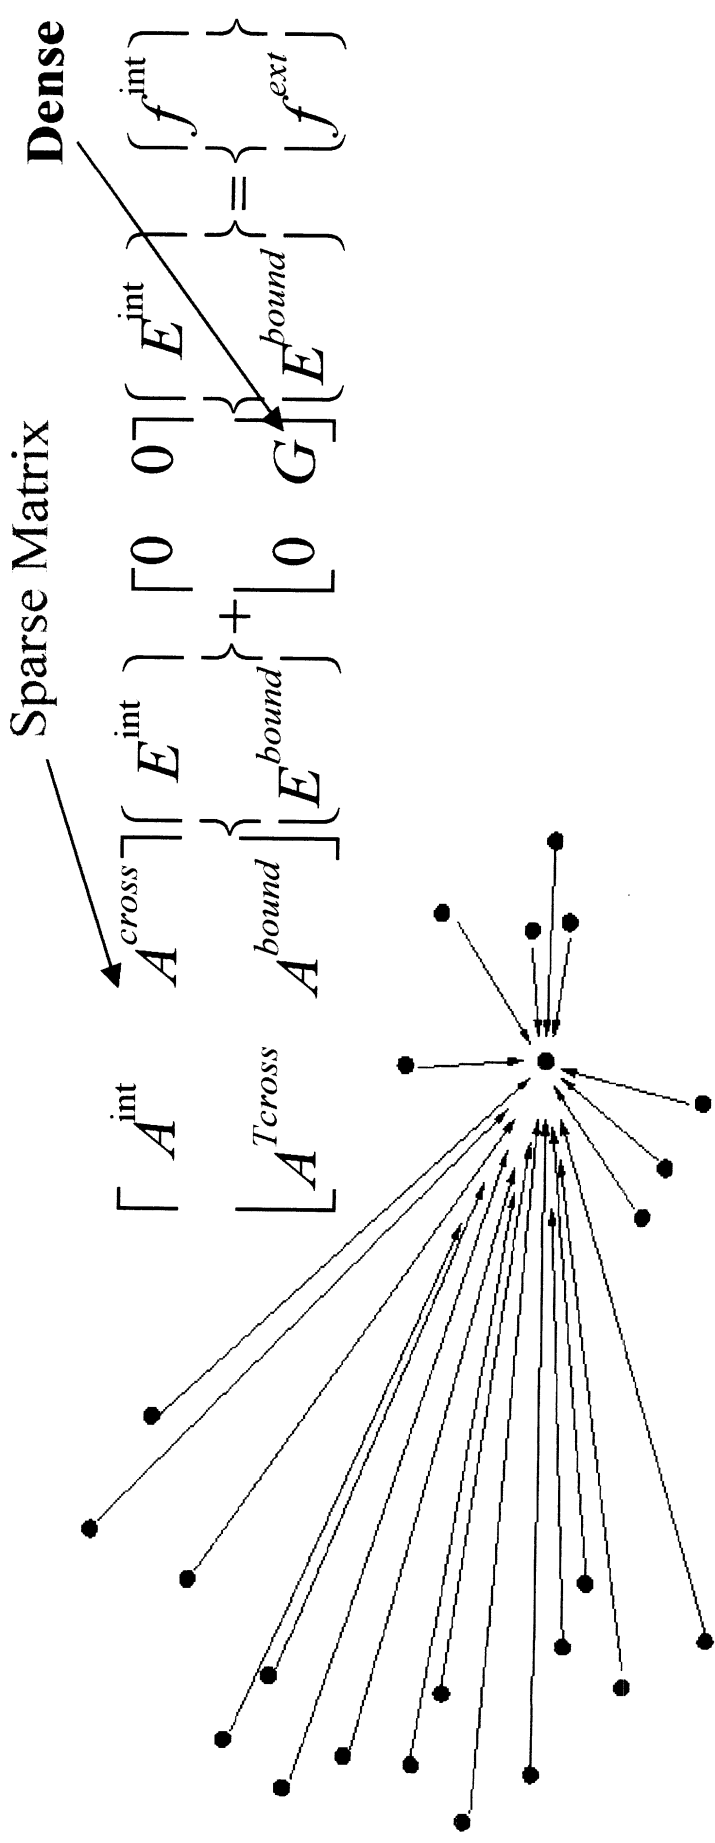 Sparse Matrix Dense
[ A^int A^cross ] { E^int } + [ 0 0 ] { E^int } = { f^int }
[ A^Tcross A^bound ] { E^bound } + [ 0 G ] { E^bound } = { f^ext }